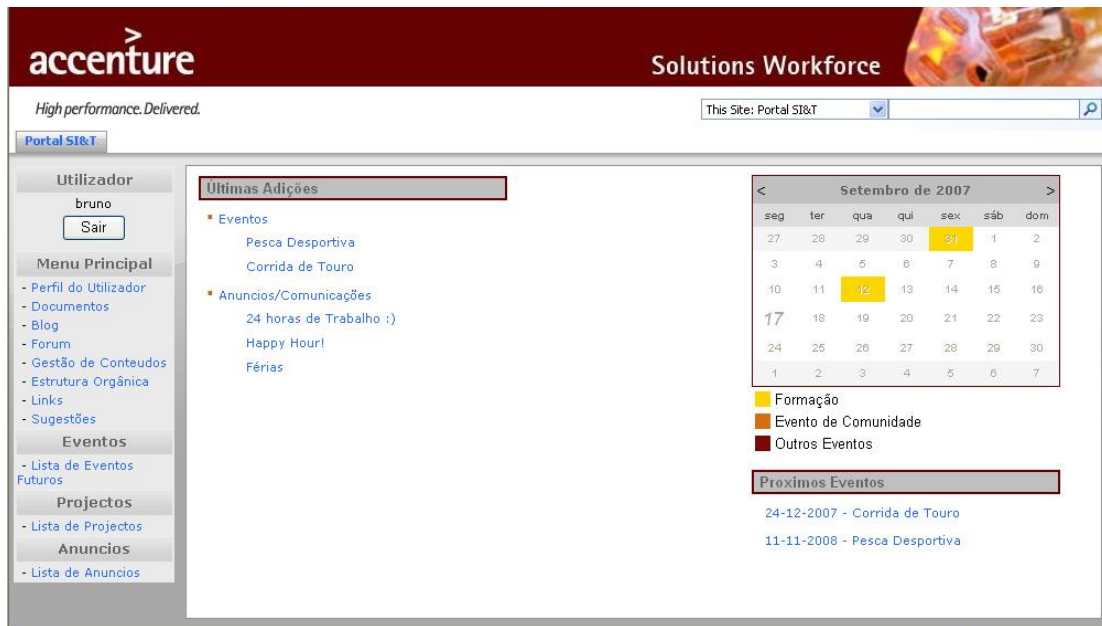 accenture
Solutions Workforce
High performance. Delivered.
This Site: Portal SI&T
Portal SI&T
Utilizador
bruno
Sair
Menu Principal
- Perfil do Utilizador
- Documentos
- Blog
- Forum
- Gestão de Conteudos
- Estrutura Orgânica
- Links
- Sugestões
Eventos
- Lista de Eventos
Futuros
Projectos
- Lista de Projectos
Anuncios
- Lista de Anuncios
Últimas Adições
Eventos
Pesca Desportiva
Corrida de Touro
Anuncios/Comunicações
24 horas de Trabalho :)
Happy Hour!
Férias
< Setembro de 2007 >
seg ter qua qui sex sáb dom
27 28 29 30 31 1 2
3 4 5 6 7 8 9
10 11 12 13 14 15 16
17 18 19 20 21 22 23
24 25 26 27 28 29 30
1 2 3 4 5 6 7
Formação
Evento de Comunidade
Outros Eventos
Proximos Eventos
24-12-2007 - Corrida de Touro
11-11-2008 - Pesca Desportiva